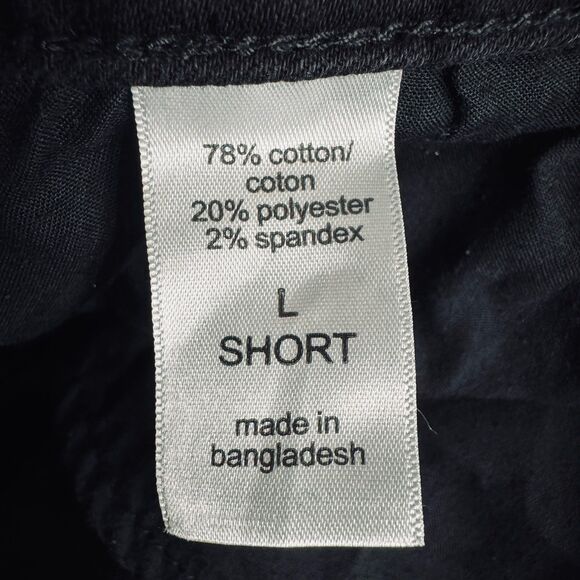 78% cotton/
coton
20% polyester
2% spandex
L
SHORT
made in
bangladesh